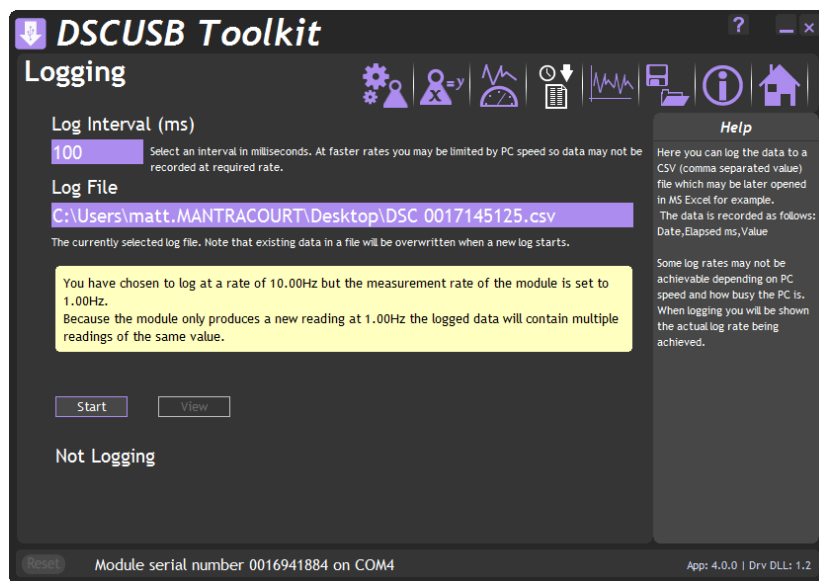 DSCUSB Toolkit
?
Logging
x=y
Log Interval (ms)
100
Select an interval in milliseconds. At faster rates you may be limited by PC speed so data may not be
recorded at required rate.
Log File
C:\Users\matt.MANTRACOURT\Desktop\DSC 0017145125.csv
The currently selected log file. Note that existing data in a file will be overwritten when a new log starts.
You have chosen to log at a rate of 10.00Hz but the measurement rate of the module is set to
1.00Hz.
Because the module only produces a new reading at 1.00Hz the logged data will contain multiple
readings of the same value.
Start
View
Not Logging
Help
Here you can log the data to a
CSV (comma separated value)
file which may be later opened
in MS Excel for example.
The data is recorded as follows:
Date,Elapsed ms,Value
Some log rates may not be
achievable depending on PC
speed and how busy the PC is.
When logging you will be shown
the actual log rate being
achieved.
Reset
Module serial number 0016941884 on COM4
App: 4.0.0 | Drv DLL: 1.2